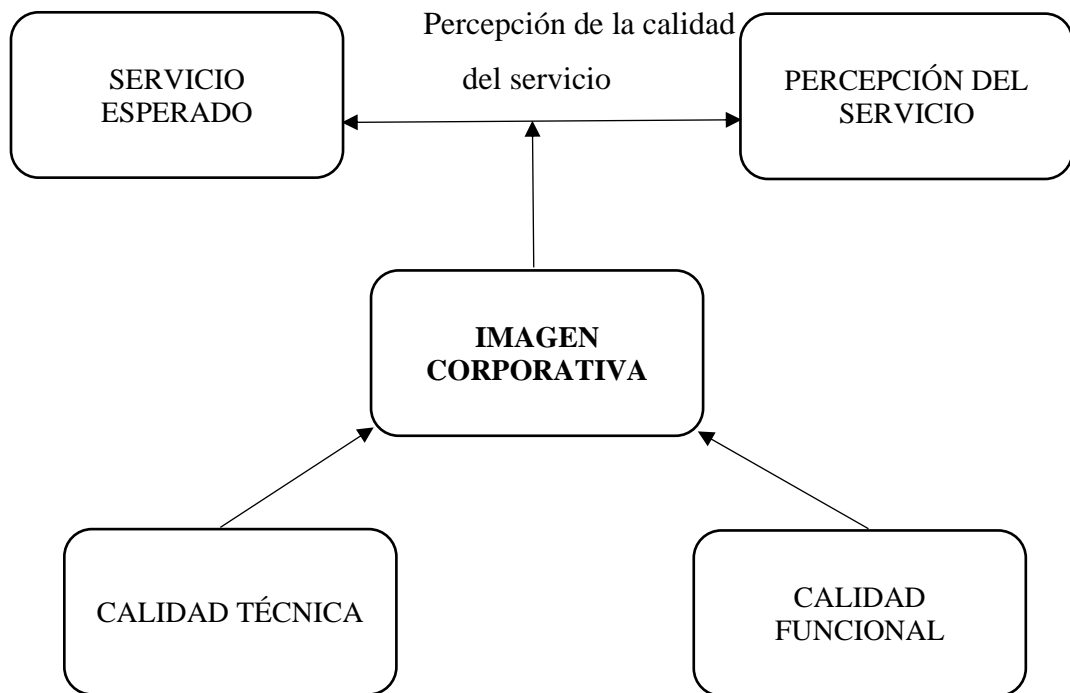 Percepción de la calidad
del servicio
SERVICIO
ESPERADO
PERCEPCIÓN DEL
SERVICIO
IMAGEN
CORPORATIVA
CALIDAD TÉCNICA
CALIDAD
FUNCIONAL